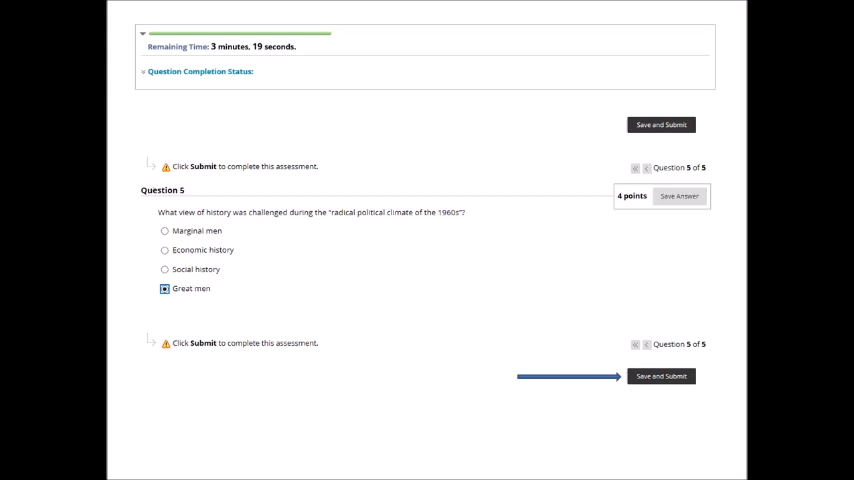 Remaining Time: 3 minutes, 19 seconds.
Question Completion Status:
Save and Submit
Click Submit to complete this assessment.
Question 5 of 5
Question 5
4 points
Save Answer
What view of history was challenged during the "radical political climate of the 1960s"?
Marginal men
Economic history
Social history
Great men
Click Submit to complete this assessment.
Question 5 of 5
Save and Submit